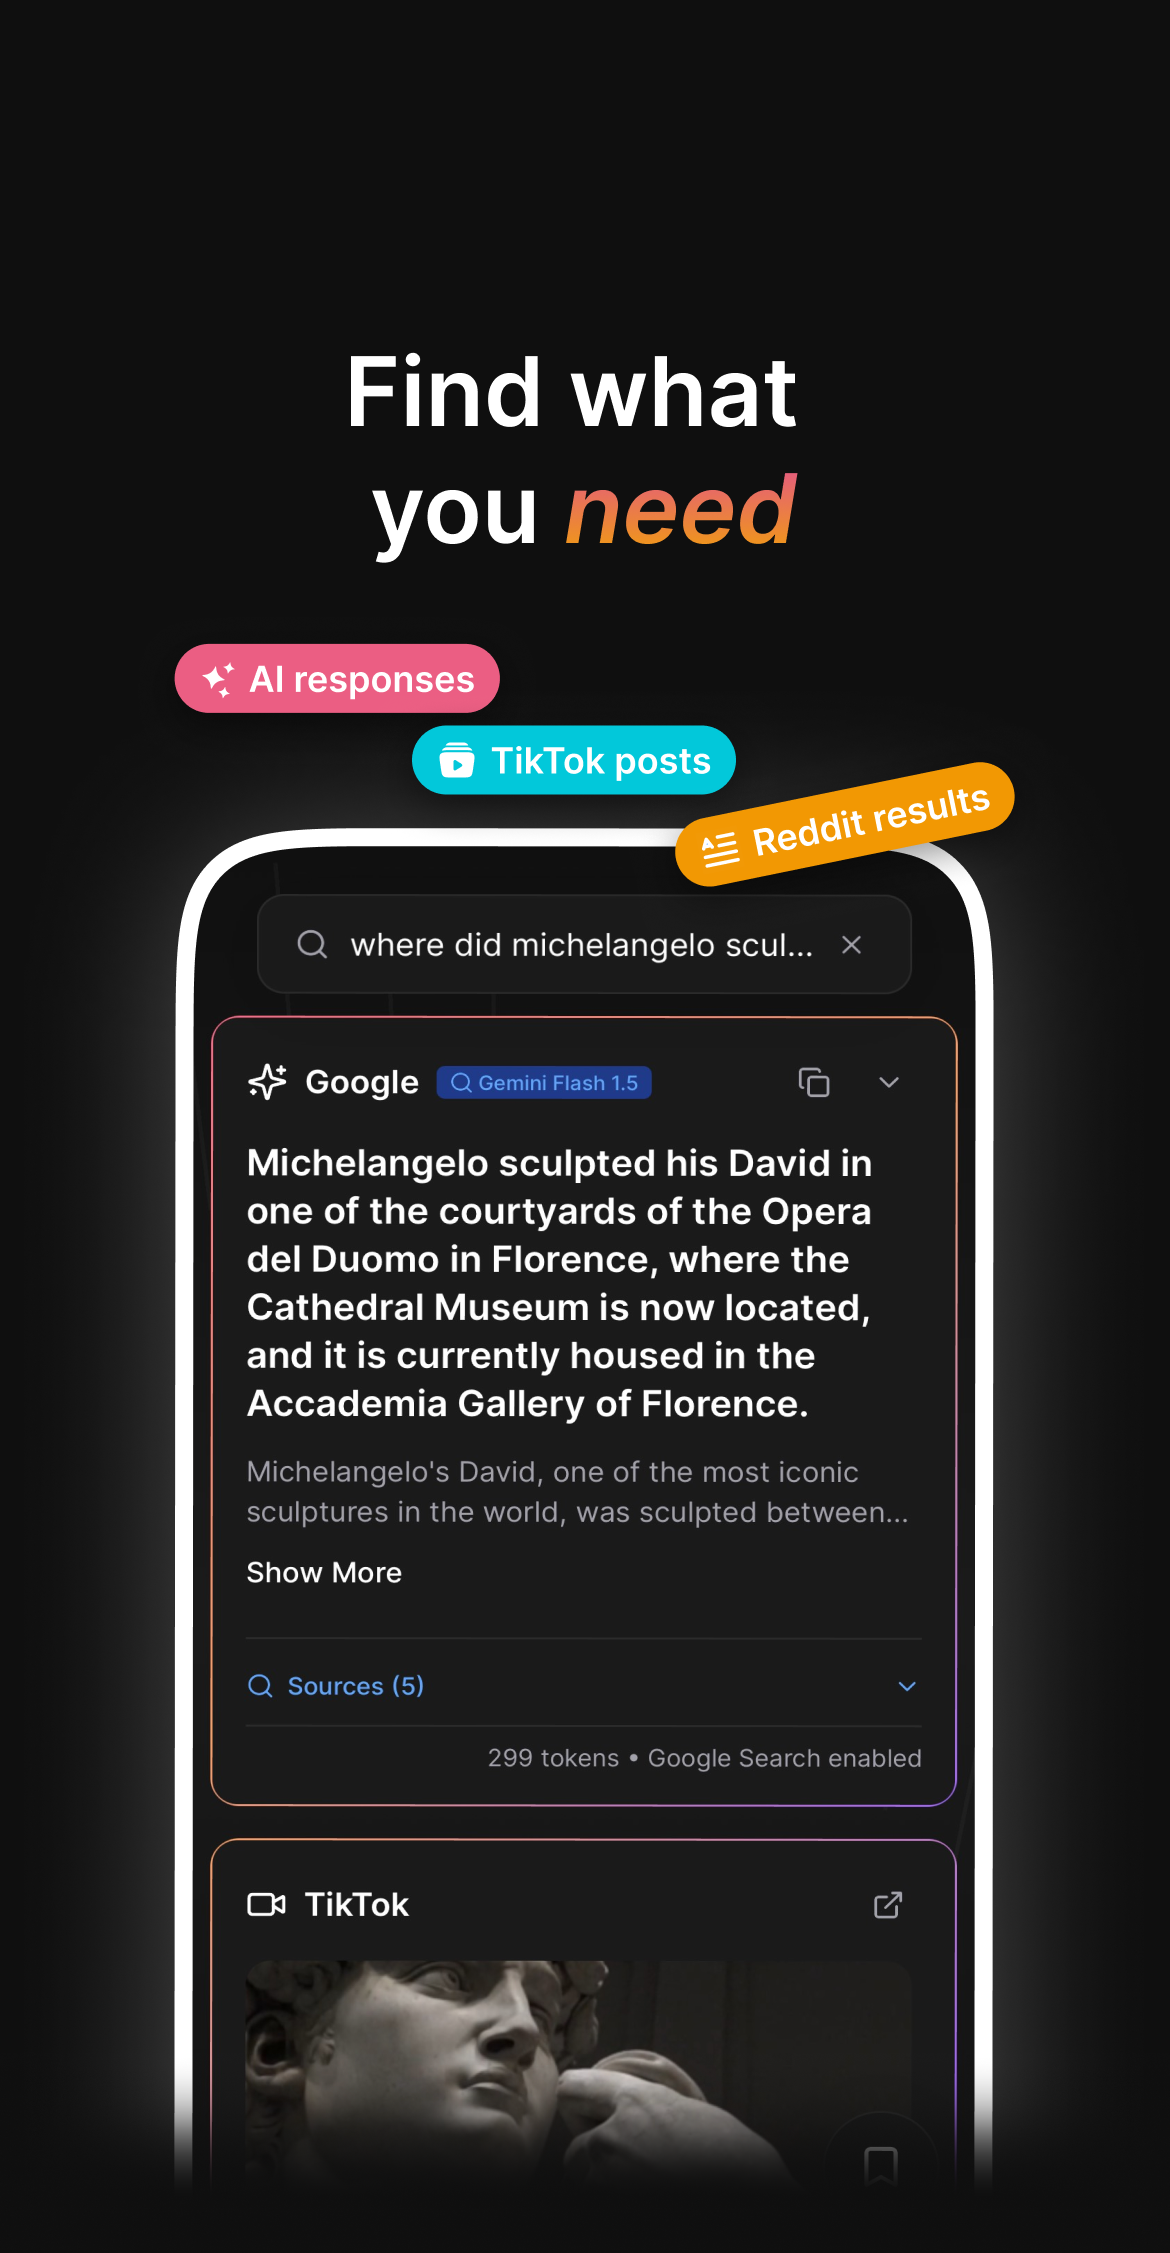 Find what
you need
AI responses
TikTok posts
Reddit results
where did michelangelo scul...
Google
Gemini Flash 1.5
Michelangelo sculpted his David in
one of the courtyards of the Opera
del Duomo in Florence, where the
Cathedral Museum is now located,
and it is currently housed in the
Accademia Gallery of Florence.
Michelangelo's David, one of the most iconic
sculptures in the world, was sculpted between...
Show More
Sources (5)
299 tokens • Google Search enabled
TikTok